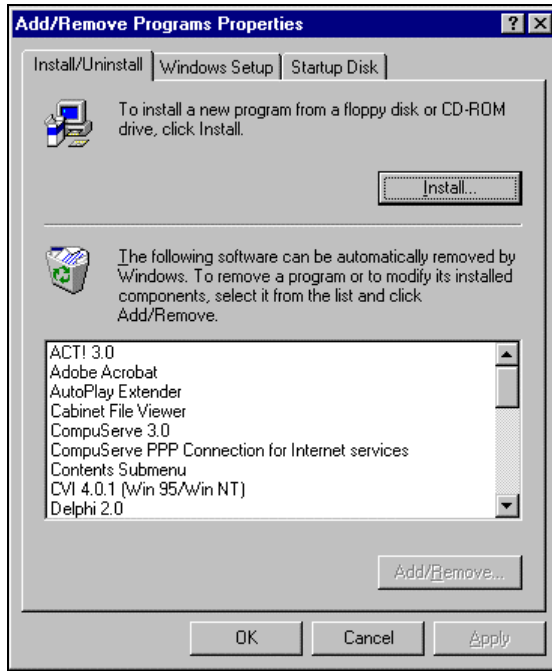 Add/Remove Programs Properties
Install/Uninstall Windows Setup Startup Disk
To install a new program from a floppy disk or CD-ROM
drive, click Install.
Install...
The following software can be automatically removed by
Windows. To remove a program or to modify its installed
components, select it from the list and click
Add/Remove.
ACT! 3.0
Adobe Acrobat
AutoPlay Extender
Cabinet File Viewer
CompuServe 3.0
CompuServe PPP Connection for Internet services
Contents Submenu
CVI 4.0.1 (Win 95/Win NT)
Delphi 2.0
Add/Remove...
OK Cancel Apply